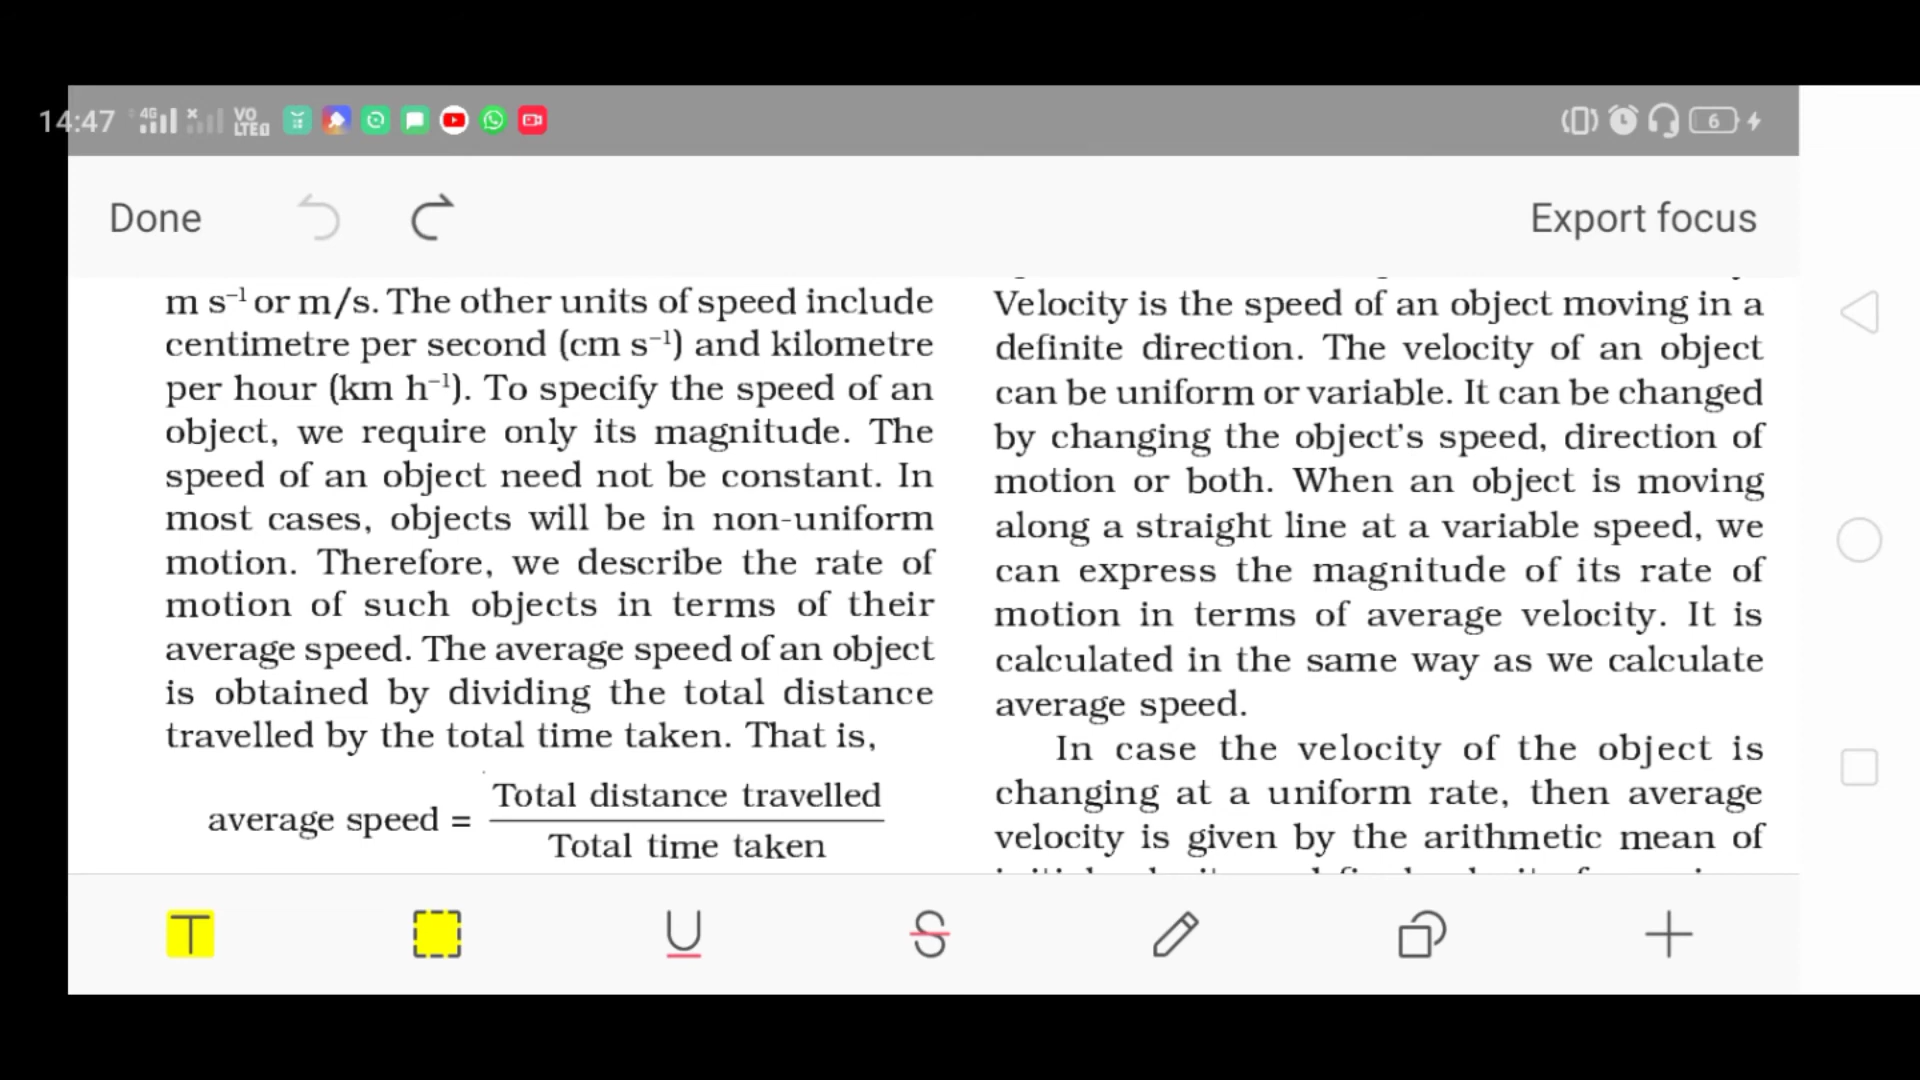 14:47 4G VO LTE 6
Done Export focus
m s⁻¹ or m/s. The other units of speed include
centimetre per second (cm s⁻¹) and kilometre
per hour (km h⁻¹). To specify the speed of an
object, we require only its magnitude. The
speed of an object need not be constant. In
most cases, objects will be in non-uniform
motion. Therefore, we describe the rate of
motion of such objects in terms of their
average speed. The average speed of an object
is obtained by dividing the total distance
travelled by the total time taken. That is,
average speed = Total distance travelled
Total time taken
Velocity is the speed of an object moving in a
definite direction. The velocity of an object
can be uniform or variable. It can be changed
by changing the object's speed, direction of
motion or both. When an object is moving
along a straight line at a variable speed, we
can express the magnitude of its rate of
motion in terms of average velocity. It is
calculated in the same way as we calculate
average speed.
In case the velocity of the object is
changing at a uniform rate, then average
velocity is given by the arithmetic mean of
T U S